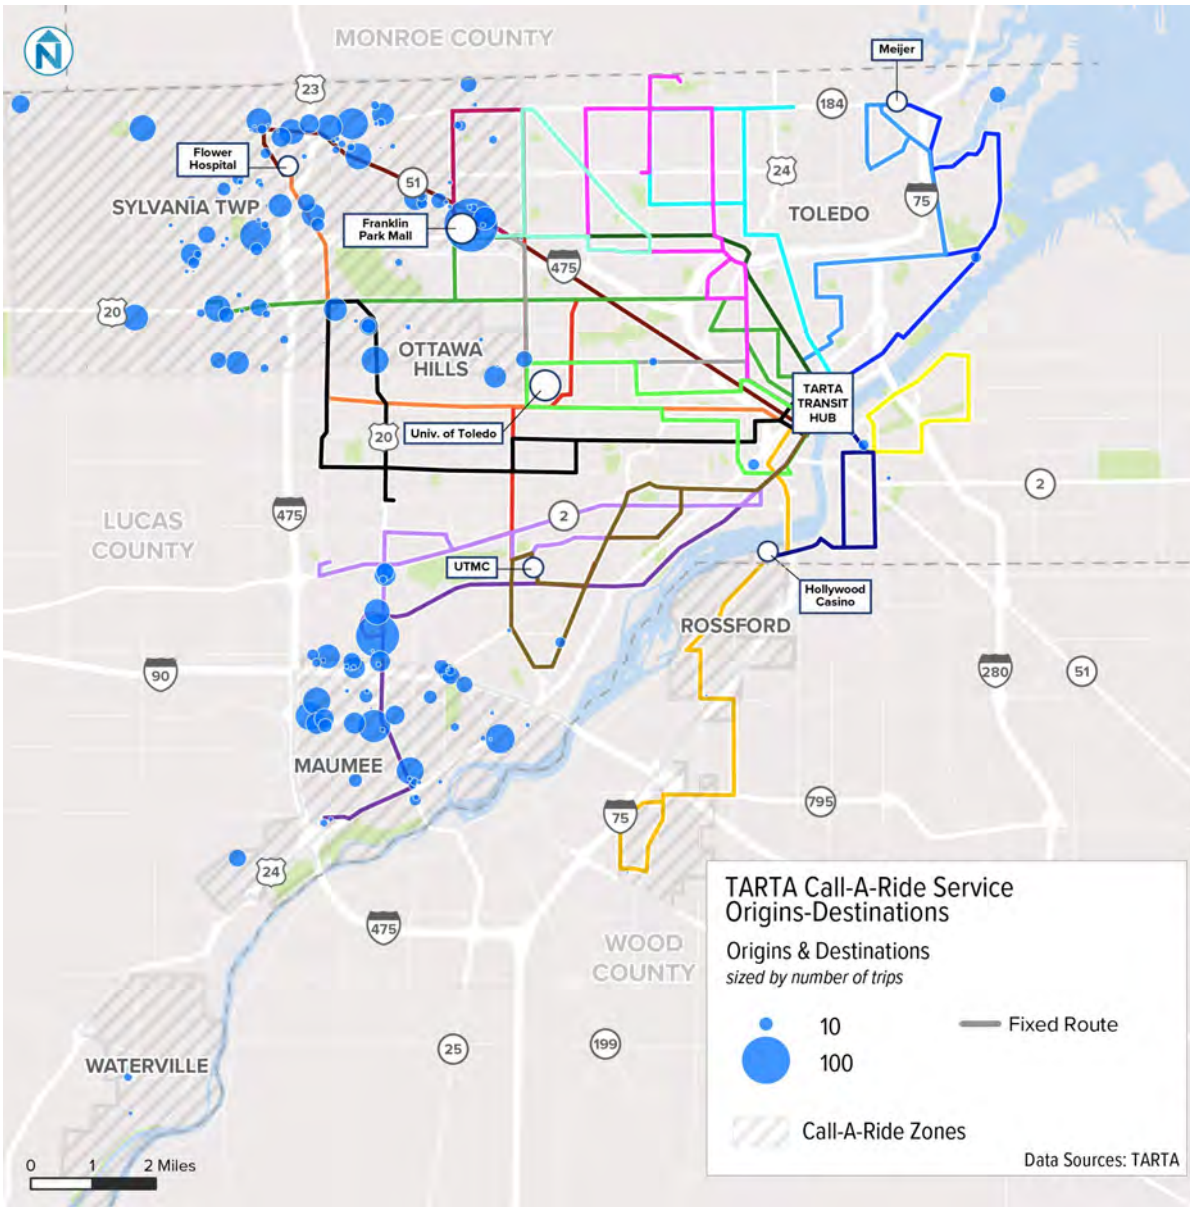 N
MONROE COUNTY
Meijer
23
184
Flower
Hospital
51
24
SYLVANIA TWP
75
TOLEDO
Franklin
Park Mall
475
20
OTTAWA
HILLS
TARTA
TRANSIT
HUB
20
Univ. of Toledo
2
475
2
LUCAS
COUNTY
UTMC
Hollywood
Casino
ROSSFORD
90
280
51
MAUMEE
75
795
24
475
WOOD
COUNTY
25
199
WATERVILLE
0 1 2 Miles
TARTA Call-A-Ride Service
Origins-Destinations
Origins & Destinations
sized by number of trips
10
Fixed Route
100
Call-A-Ride Zones
Data Sources: TARTA